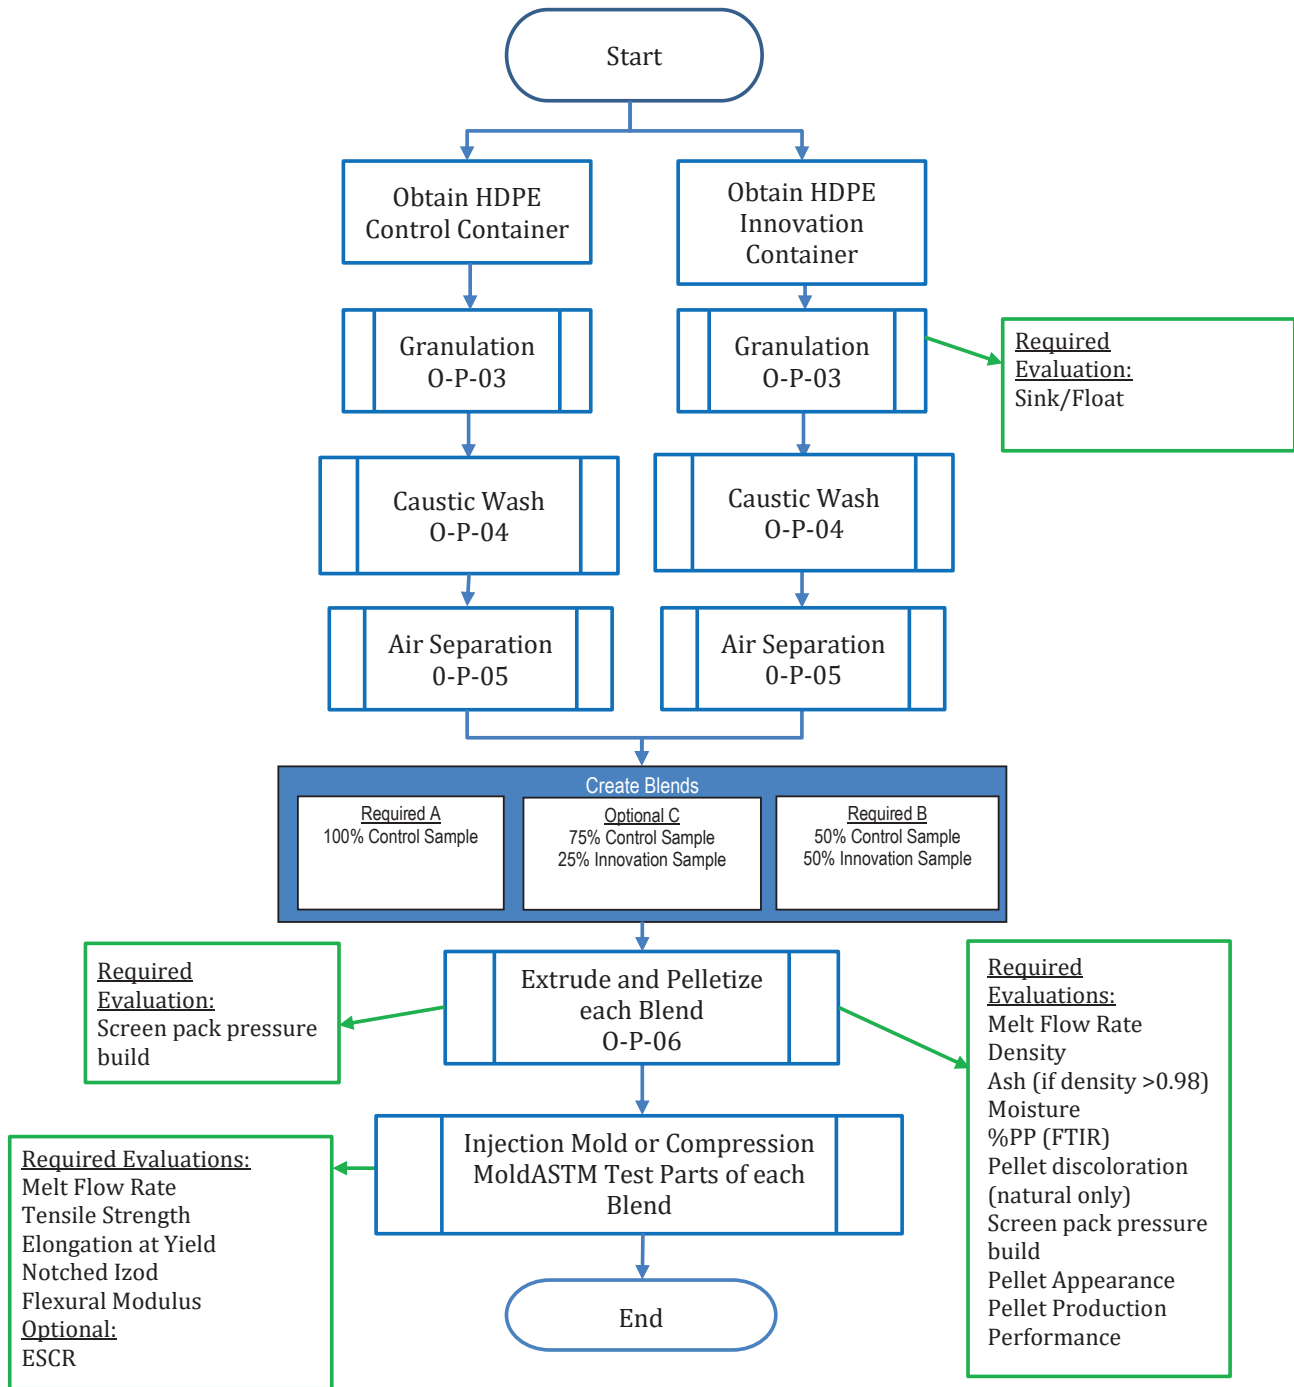 Start
Obtain HDPE
Control Container
Obtain HDPE
Innovation
Container
Granulation
O-P-03
Granulation
O-P-03
Required
Evaluation:
Sink/Float
Caustic Wash
O-P-04
Caustic Wash
O-P-04
Air Separation
0-P-05
Air Separation
0-P-05
Create Blends
Required A
100% Control Sample
Optional C
75% Control Sample
25% Innovation Sample
Required B
50% Control Sample
50% Innovation Sample
Required
Evaluation:
Screen pack pressure
build
Extrude and Pelletize
each Blend
O-P-06
Required
Evaluations:
Melt Flow Rate
Density
Ash (if density >0.98)
Moisture
%PP (FTIR)
Pellet discoloration
(natural only)
Screen pack pressure
build
Pellet Appearance
Pellet Production
Performance
Injection Mold or Compression
MoldASTM Test Parts of each
Blend
Required Evaluations:
Melt Flow Rate
Tensile Strength
Elongation at Yield
Notched Izod
Flexural Modulus
Optional:
ESCR
End